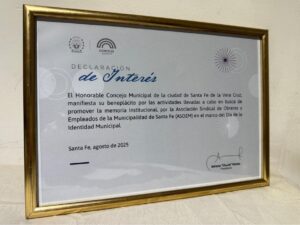 DECLARACIÓN
de Interés
El Honorable Concejo Municipal de la ciudad de Santa Fe de la Vera Cruz,
manifiesta su beneplácito por las actividades llevadas a cabo en busca de
promover la memoria institucional, por la Asociación Sindical de Obreros y
Empleados de la Municipalidad de Santa Fe (ASOEM) en el marco del Día de la
Identidad Municipal.
Santa Fe, agosto de 2025